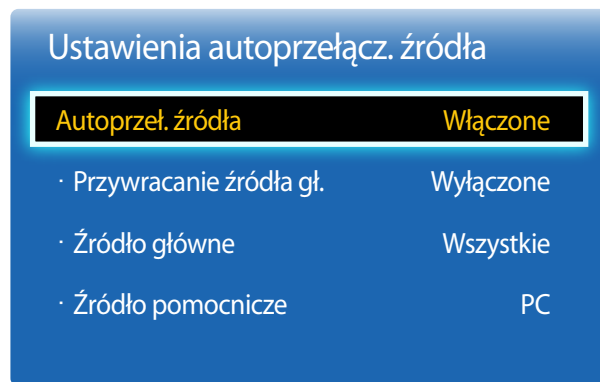 Ustawienia autoprzełącz. źródła
Autoprzeł. źródła Włączone
· Przywracanie źródła gł. Wyłączone
· Źródło główne Wszystkie
· Źródło pomocnicze PC